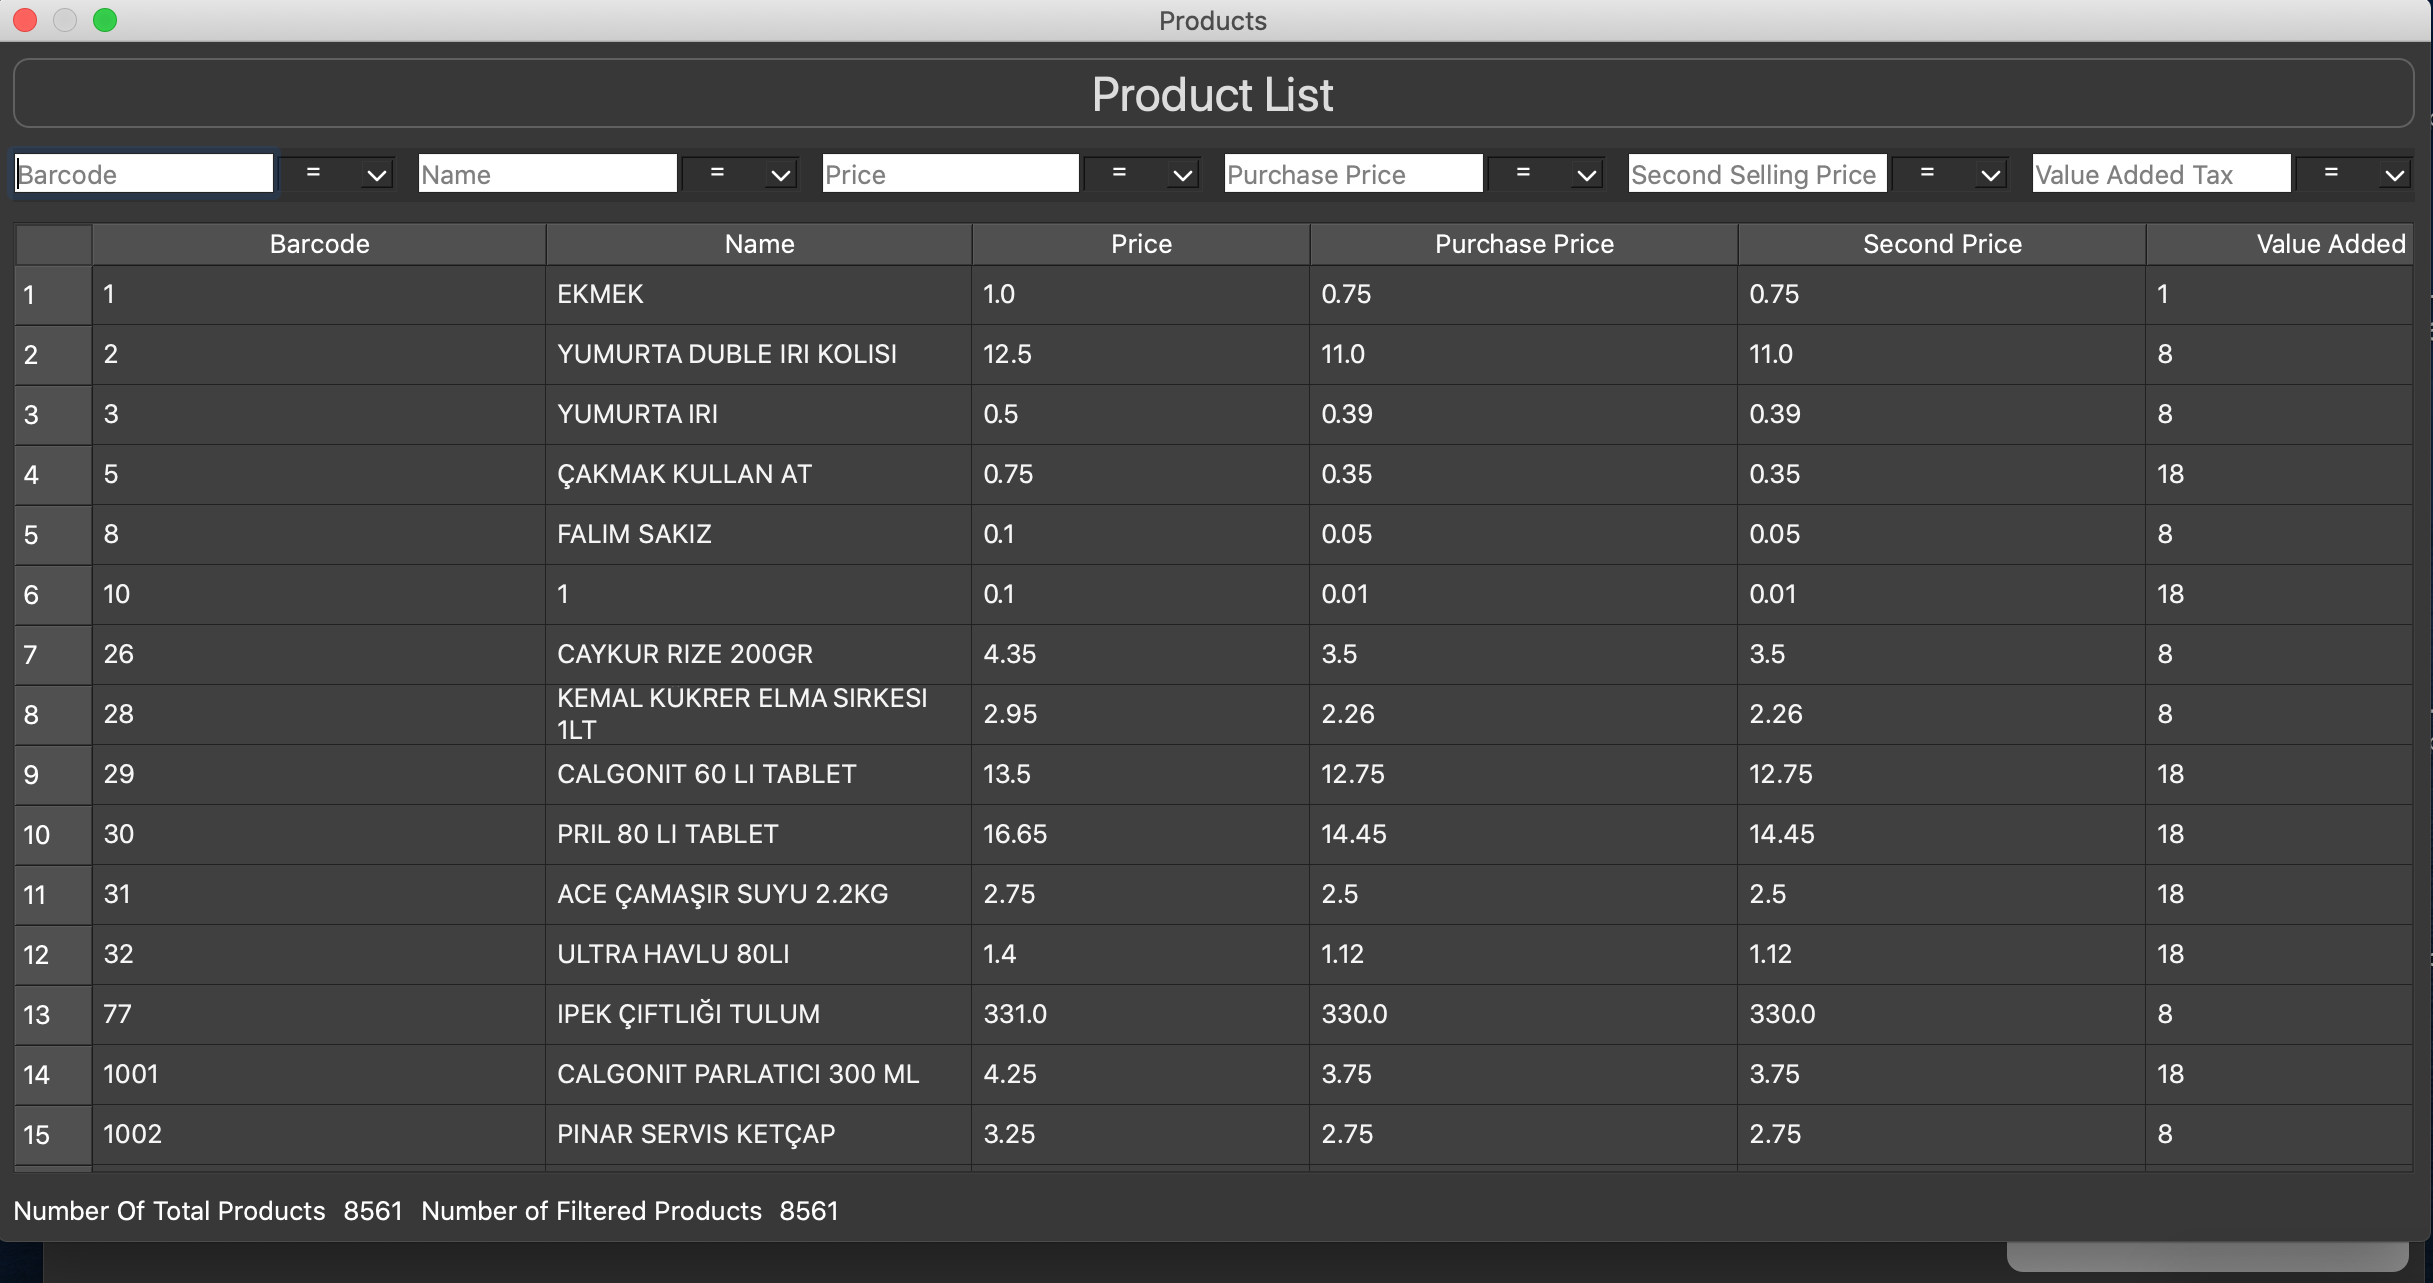 Products
Product List
Barcode = Name = Price = Purchase Price = Second Selling Price = Value Added Tax =
Barcode Name Price Purchase Price Second Price Value Added
1 1 EKMEK 1.0 0.75 0.75 1
2 2 YUMURTA DUBLE IRI KOLISI 12.5 11.0 11.0 8
3 3 YUMURTA IRI 0.5 0.39 0.39 8
4 5 ÇAKMAK KULLAN AT 0.75 0.35 0.35 18
5 8 FALIM SAKIZ 0.1 0.05 0.05 8
6 10 1 0.1 0.01 0.01 18
7 26 CAYKUR RIZE 200GR 4.35 3.5 3.5 8
8 28 KEMAL KUKRER ELMA SIRKESI 2.95 2.26 2.26 8
1LT
9 29 CALGONIT 60 LI TABLET 13.5 12.75 12.75 18
10 30 PRIL 80 LI TABLET 16.65 14.45 14.45 18
11 31 ACE ÇAMAŞIR SUYU 2.2KG 2.75 2.5 2.5 18
12 32 ULTRA HAVLU 80LI 1.4 1.12 1.12 18
13 77 IPEK ÇIFTLIĞI TULUM 331.0 330.0 330.0 8
14 1001 CALGONIT PARLATICI 300 ML 4.25 3.75 3.75 18
15 1002 PINAR SERVIS KETÇAP 3.25 2.75 2.75 8
Number Of Total Products 8561 Number of Filtered Products 8561